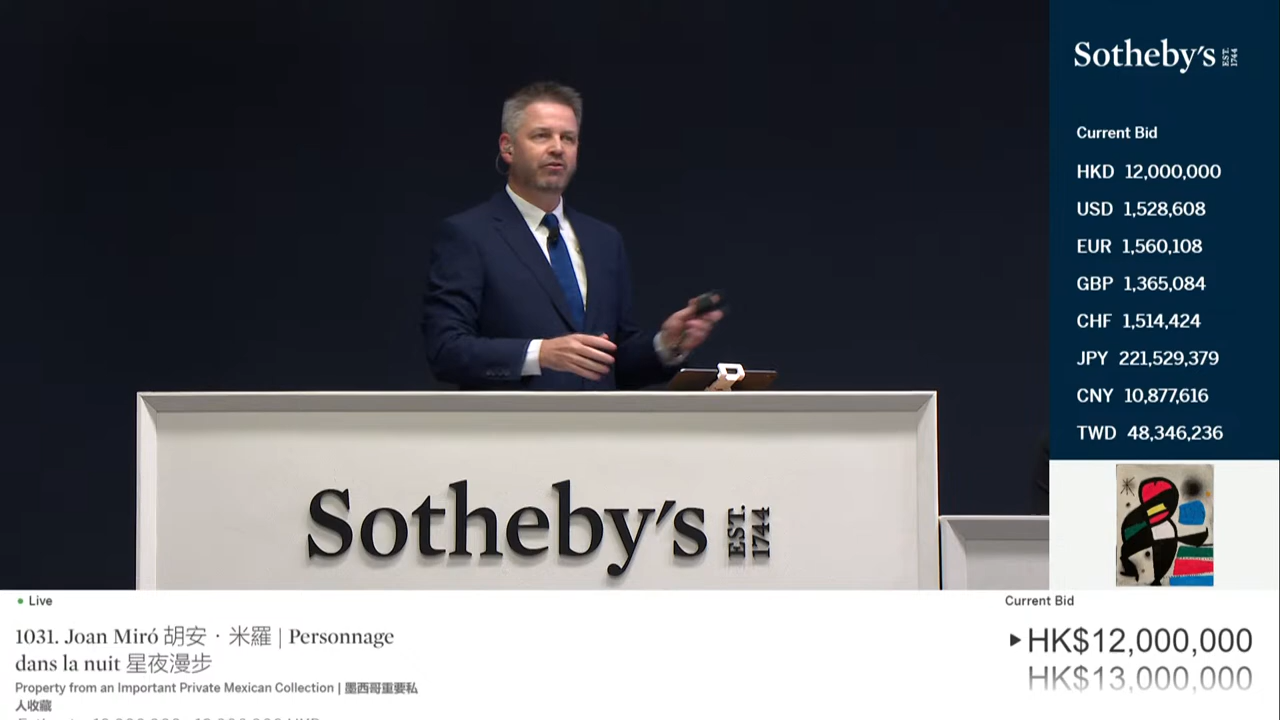 Sotheby's EST. 1744
Current Bid
HKD 12,000,000
USD 1,528,608
EUR 1,560,108
GBP 1,365,084
CHF 1,514,424
JPY 221,529,379
CNY 10,877,616
TWD 48,346,236
Sotheby's EST. 1744
Live
1031. Joan Miró 胡安・米羅 | Personnage
dans la nuit 星夜漫步
Property from an Important Private Mexican Collection | 墨西哥重要私
人收藏
Current Bid
HK$12,000,000
HK$13,000,000